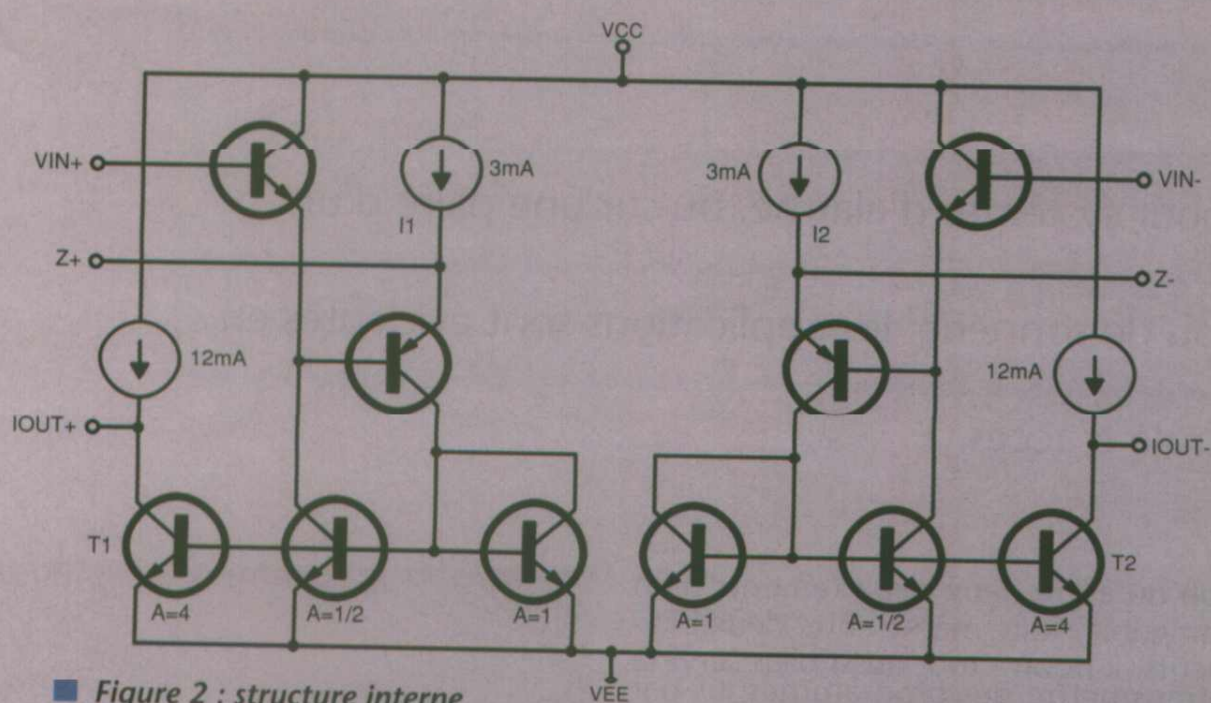 VCC
VIN+
3mA
3mA
VIN-
I1
I2
Z+
Z-
12mA
12mA
IOUT+
IOUT-
T1
T2
A=4
A=1/2
A=1
A=1
A=1/2
A=4
VEE
Figure 2 : structure interne